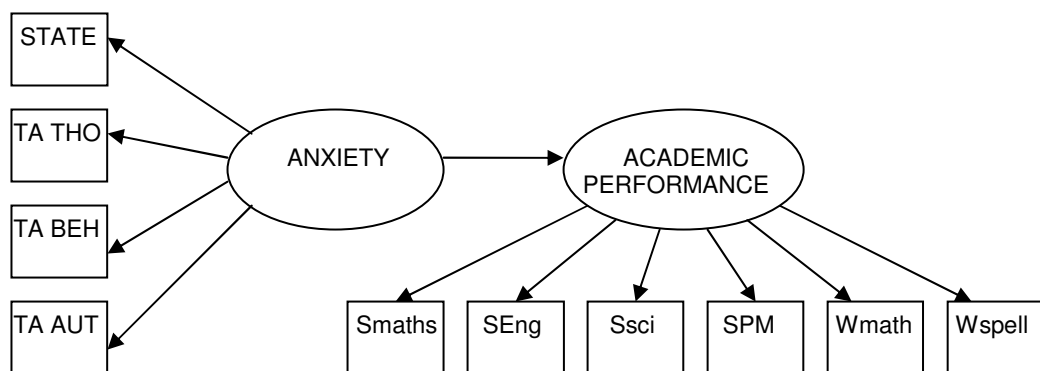 STATE
TA THO
TA BEH
TA AUT
ANXIETY
ACADEMIC
PERFORMANCE
Smaths
SEng
Ssci
SPM
Wmath
Wspell